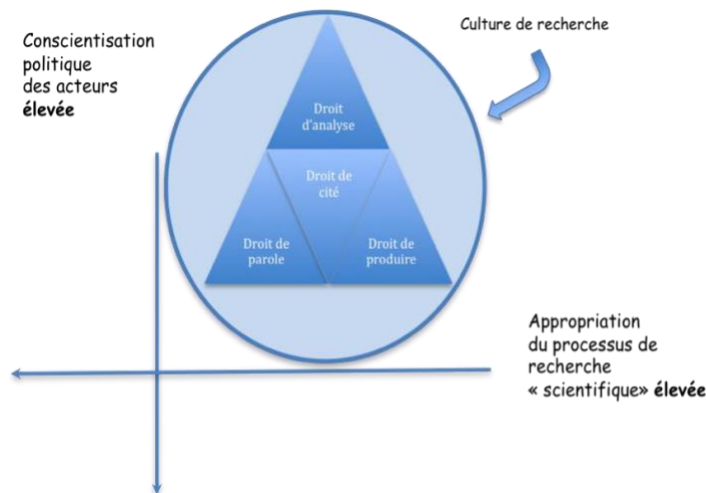 Conscientisation
politique
des acteurs
élevée
Culture de recherche
Droit
d'analyse
Droit de
cité
Droit de
parole
Droit de
produire
Appropriation
du processus de
recherche
« scientifique» élevée